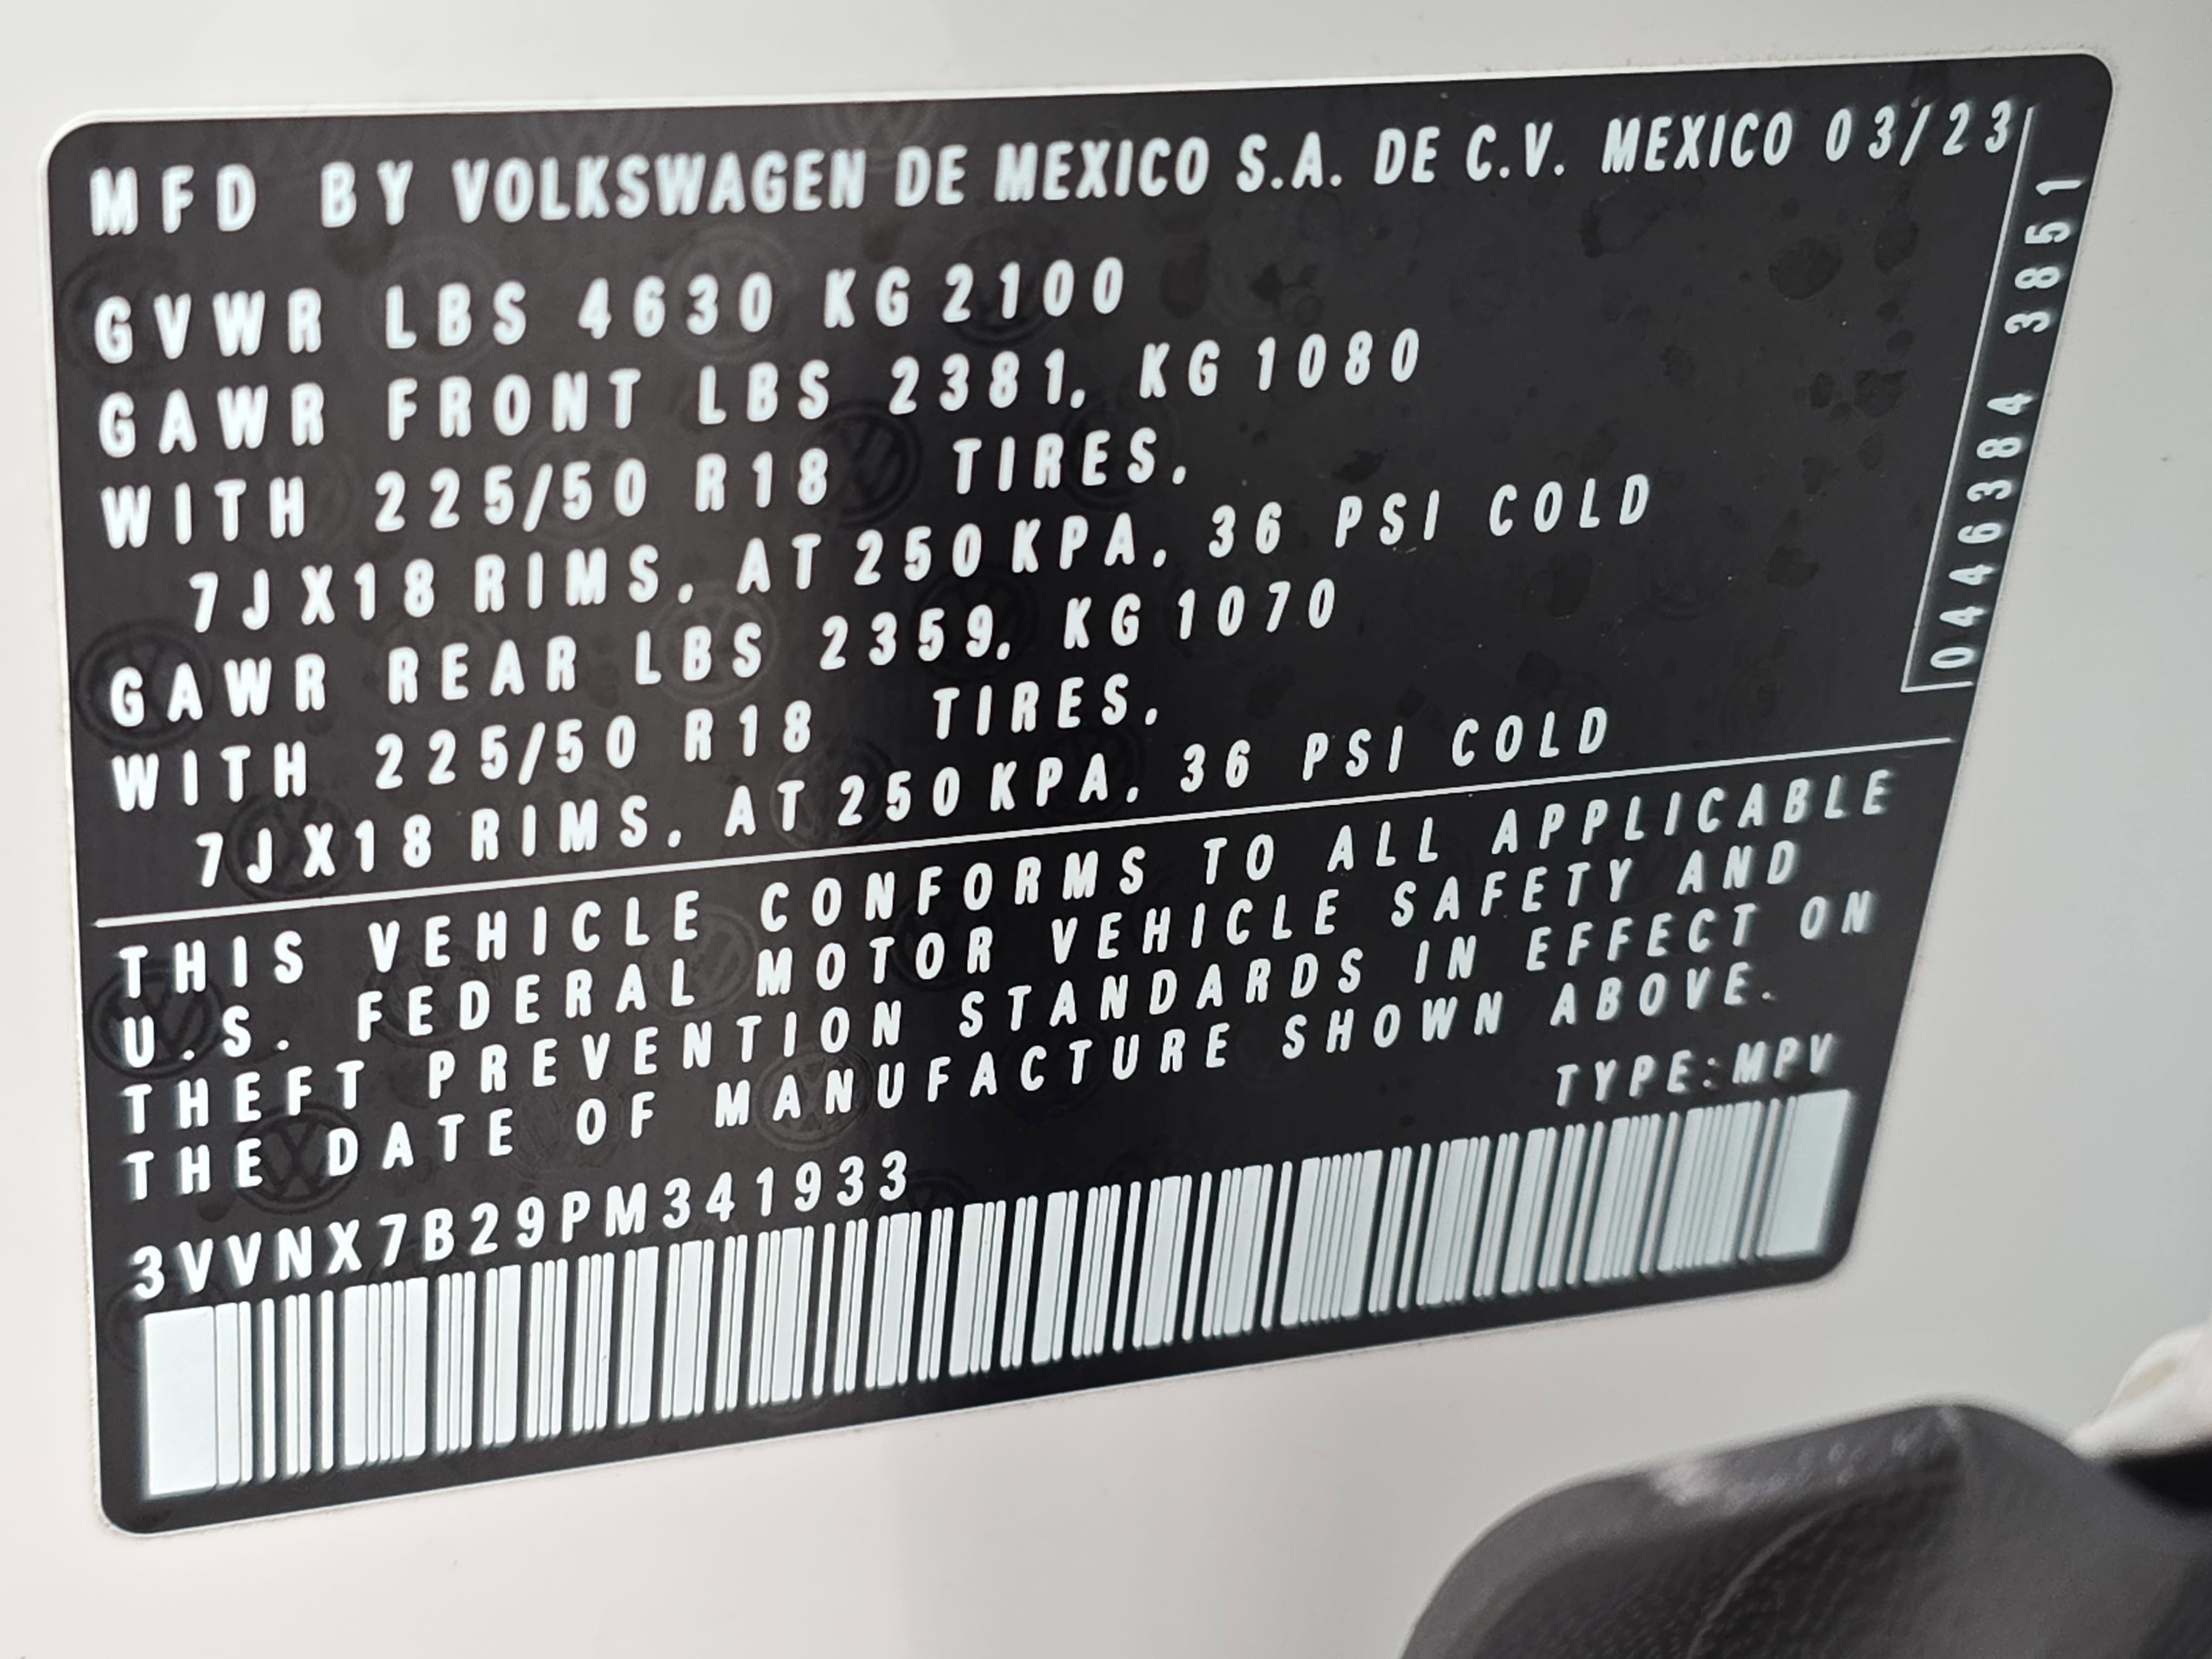 MFD BY VOLKSWAGEN DE MEXICO S.A. DE C.V. MEXICO 03/23
GVWR LBS 4630 KG 2100
GAWR FRONT LBS 2381, KG 1080
WITH 225/50 R18 TIRES,
7JX18 RIMS, AT 250 KPA, 36 PSI COLD
GAWR REAR LBS 2359, KG 1070
WITH 225/50 R18 TIRES,
7JX18 RIMS, AT 250 KPA, 36 PSI COLD
0446384 3851
THIS VEHICLE CONFORMS TO ALL APPLICABLE
U.S. FEDERAL MOTOR VEHICLE SAFETY AND
THEFT PREVENTION STANDARDS IN EFFECT ON
THE DATE OF MANUFACTURE SHOWN ABOVE.
TYPE:MPV
3VVNX7B29PM341933